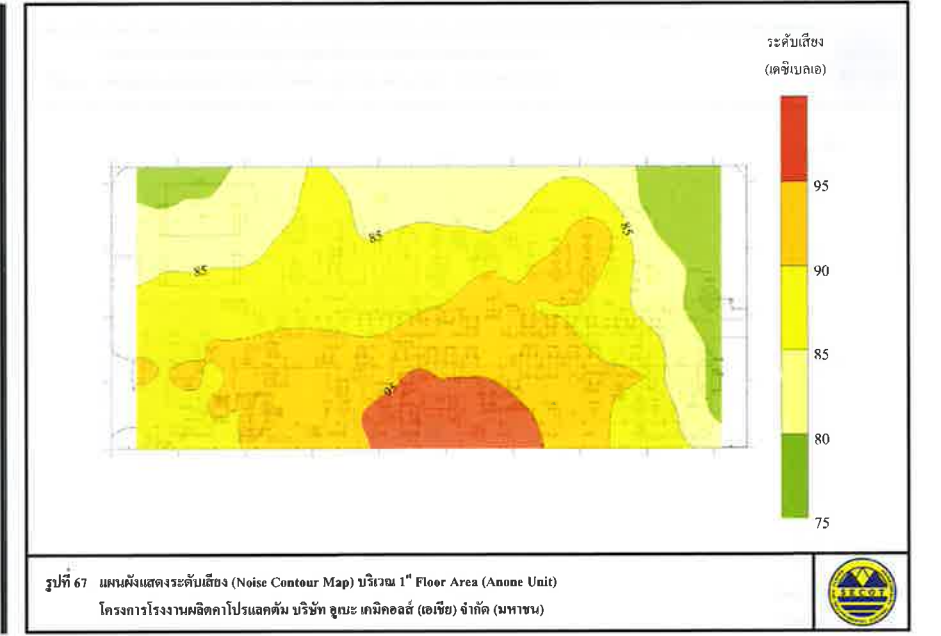 ระดับเสียง
(เดซิเบลเอ)
95
90
85
80
75
85
85
85
95
รูปที่ 67 แผนผังแสดงระดับเสียง (Noise Contour Map) บริเวณ 1st Floor Area (Anone Unit)
โครงการโรงงานผลิตคาโปรแลคตัม บริษัท อูเบะ เคมิคอลส์ (เอเชีย) จำกัด (มหาชน)
SECOT